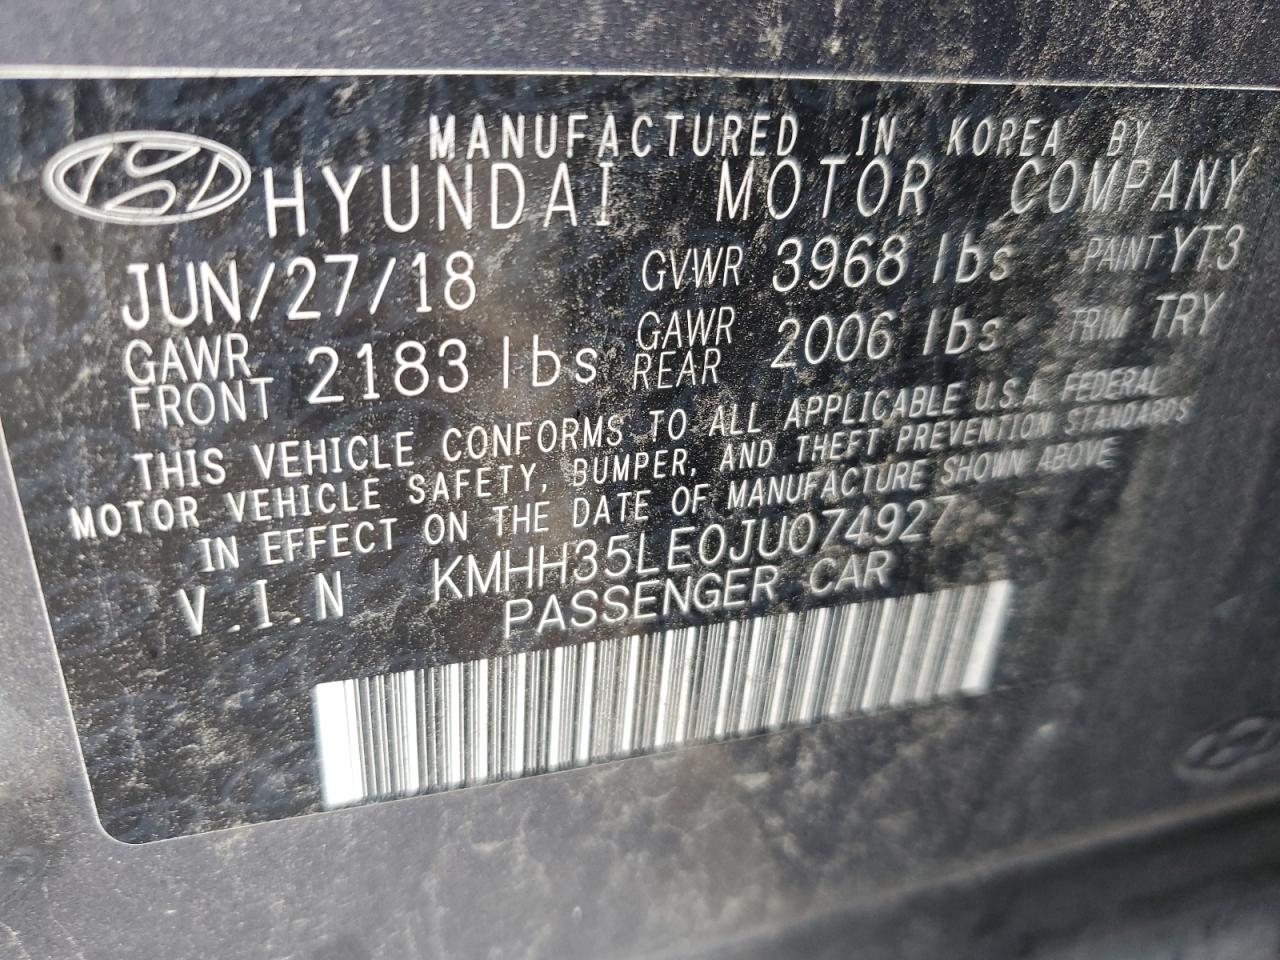 MANUFACTURED IN KOREA BY
HYUNDAI MOTOR COMPANY
JUN/27/18 GVWR 3968 lbs PAINT YT3
GAWR FRONT 2183 lbs GAWR REAR 2006 lbs TRIM TRY
THIS VEHICLE CONFORMS TO ALL APPLICABLE U.S.A. FEDERAL
MOTOR VEHICLE SAFETY, BUMPER, AND THEFT PREVENTION STANDARDS
IN EFFECT ON THE DATE OF MANUFACTURE SHOWN ABOVE
V.I.N KMHH35LE0JU074927
PASSENGER CAR